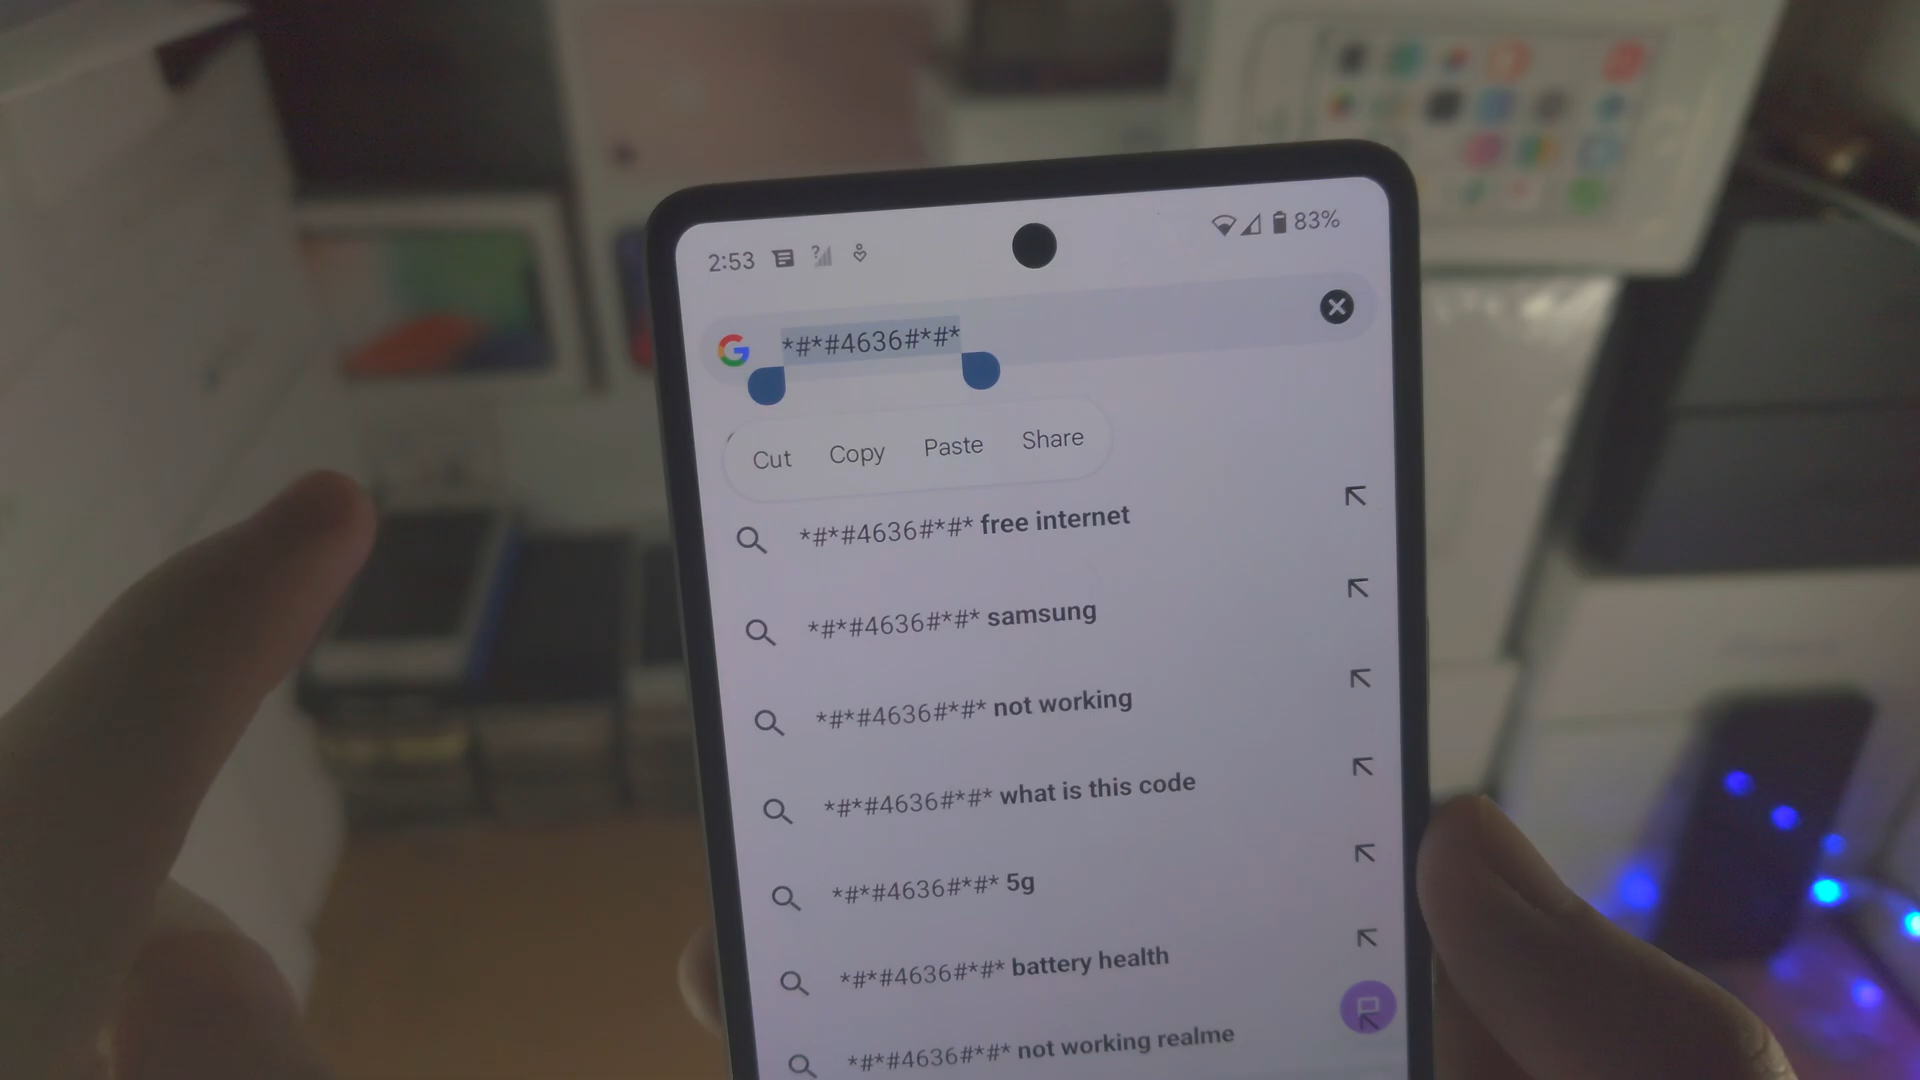 2:53 83%
*#*#4636#*#*
Cut Copy Paste Share
*#*#4636#*#* free internet
*#*#4636#*#* samsung
*#*#4636#*#* not working
*#*#4636#*#* what is this code
*#*#4636#*#* 5g
*#*#4636#*#* battery health
*#*#4636#*#* not working realme